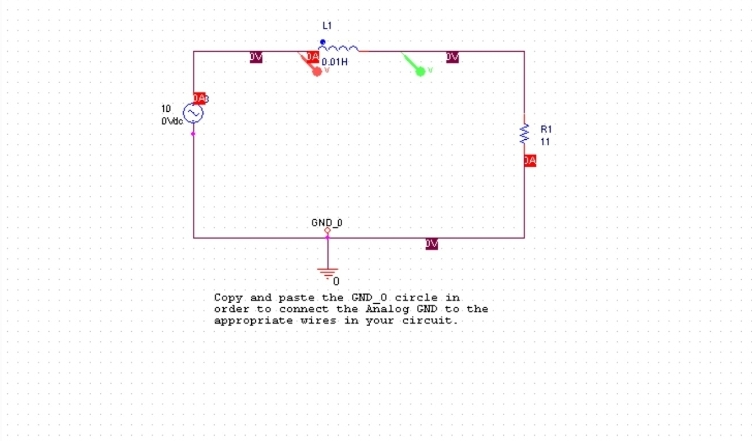 L1
0V
0A
0.01H
V
V
0V
0A
10
0Vdc
R1
11
0A
GND_0
0V
0
Copy and paste the GND_0 circle in
order to connect the Analog GND to the
appropriate wires in your circuit.